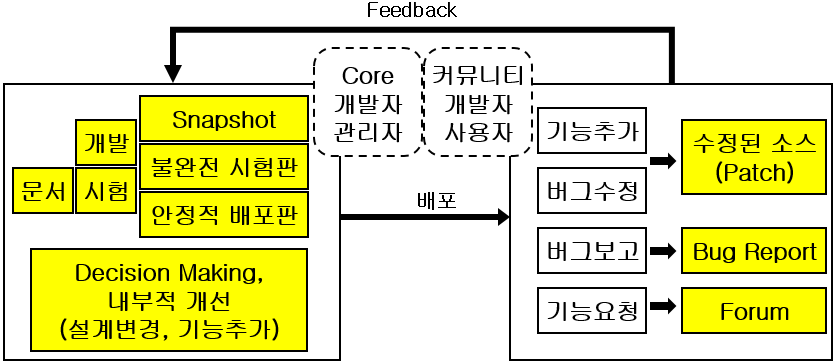 Feedback
Core
개발자
관리자
커뮤니티
개발자
사용자
Snapshot
개발
불완전 시험판
문서
시험
안정적 배포판
Decision Making,
내부적 개선
(설계변경, 기능추가)
배포
기능추가
수정된 소스
(Patch)
버그수정
버그보고
Bug Report
기능요청
Forum